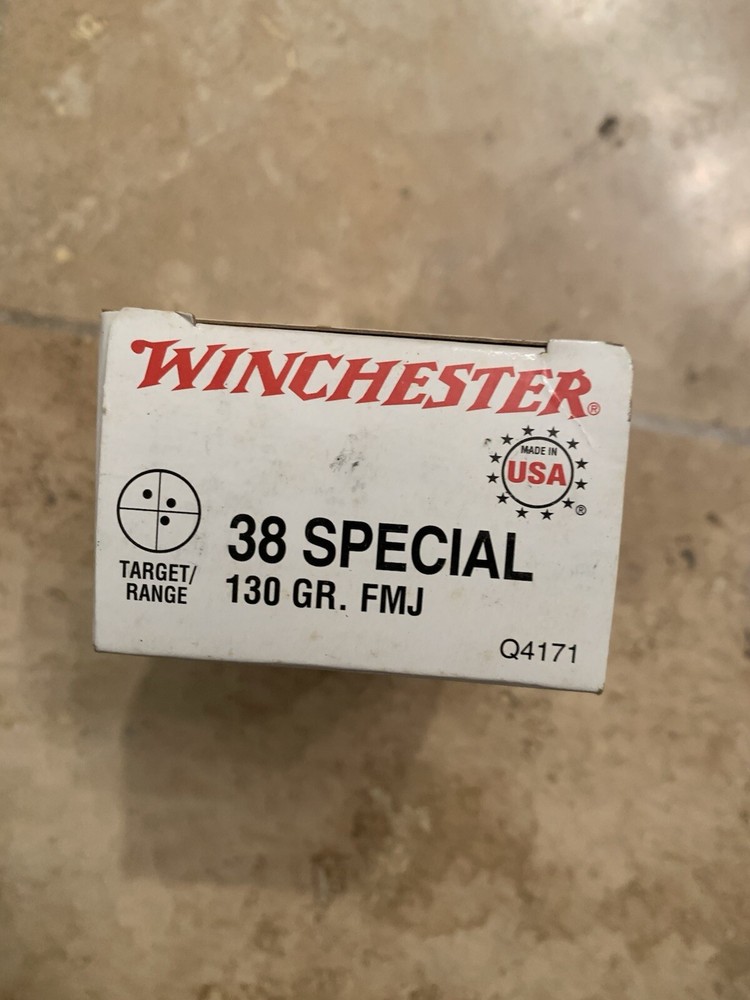 WINCHESTER®
MADE IN
USA
®
38 SPECIAL
130 GR. FMJ
TARGET/
RANGE
Q4171